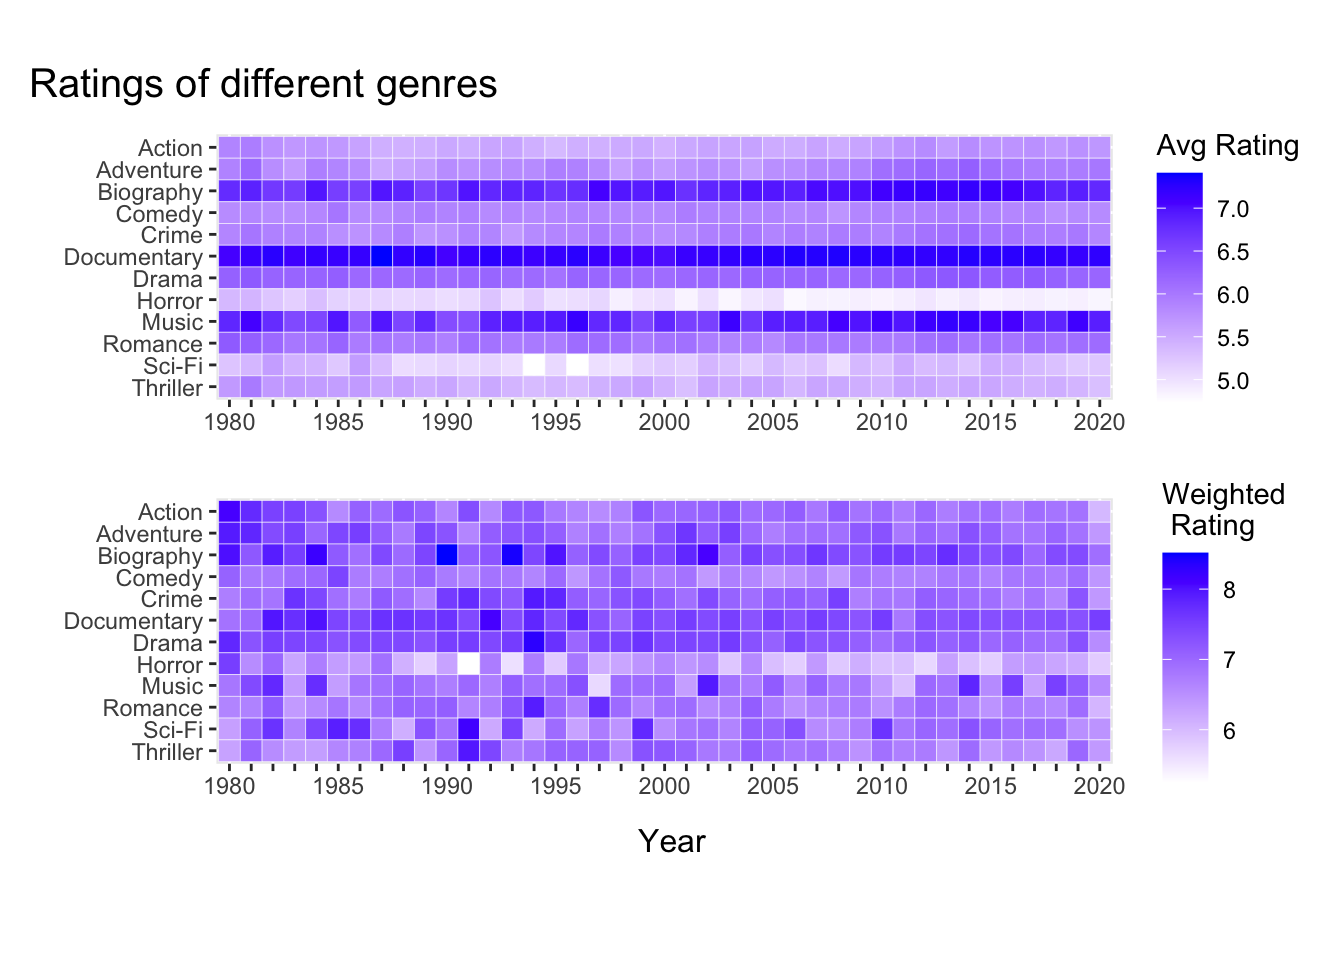 Ratings of different genres
Action
Adventure
Biography
Comedy
Crime
Documentary
Drama
Horror
Music
Romance
Sci-Fi
Thriller
1980 1985 1990 1995 2000 2005 2010 2015 2020
Avg Rating
7.0
6.5
6.0
5.5
5.0
Action
Adventure
Biography
Comedy
Crime
Documentary
Drama
Horror
Music
Romance
Sci-Fi
Thriller
1980 1985 1990 1995 2000 2005 2010 2015 2020
Weighted
Rating
8
7
6
Year